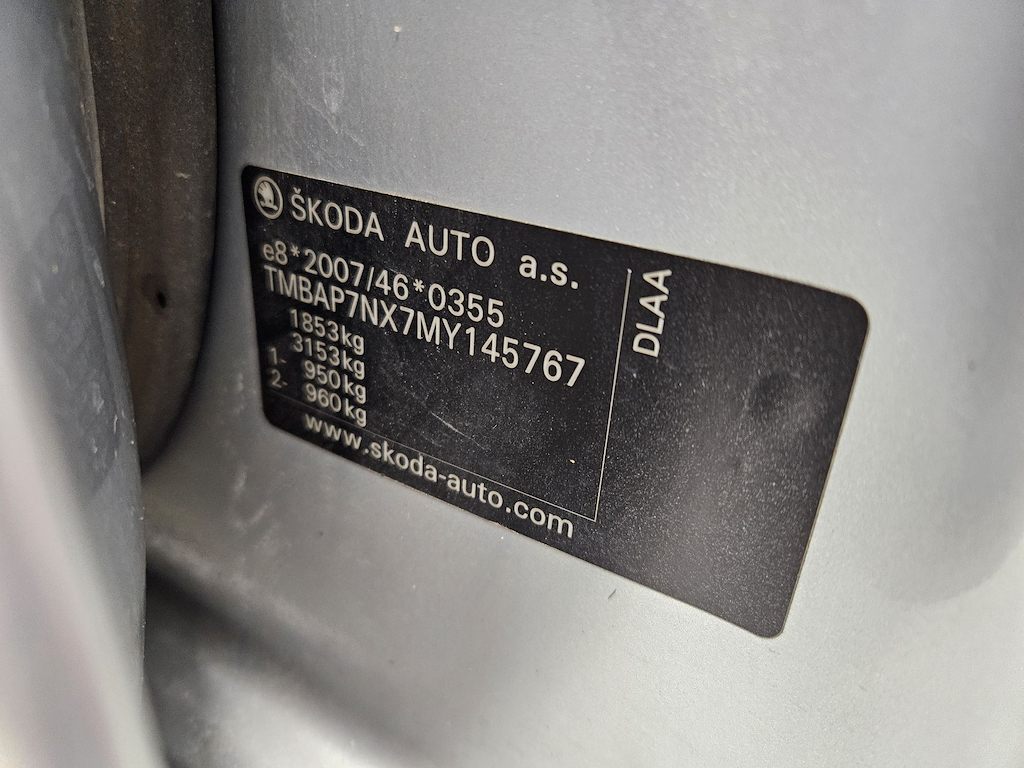 ŠKODA AUTO a.s.
e8*2007/46*0355
TMBAP7NX7MY145767
1853kg
3153kg
1- 950kg
2- 960kg
www.skoda-auto.com
DLAA